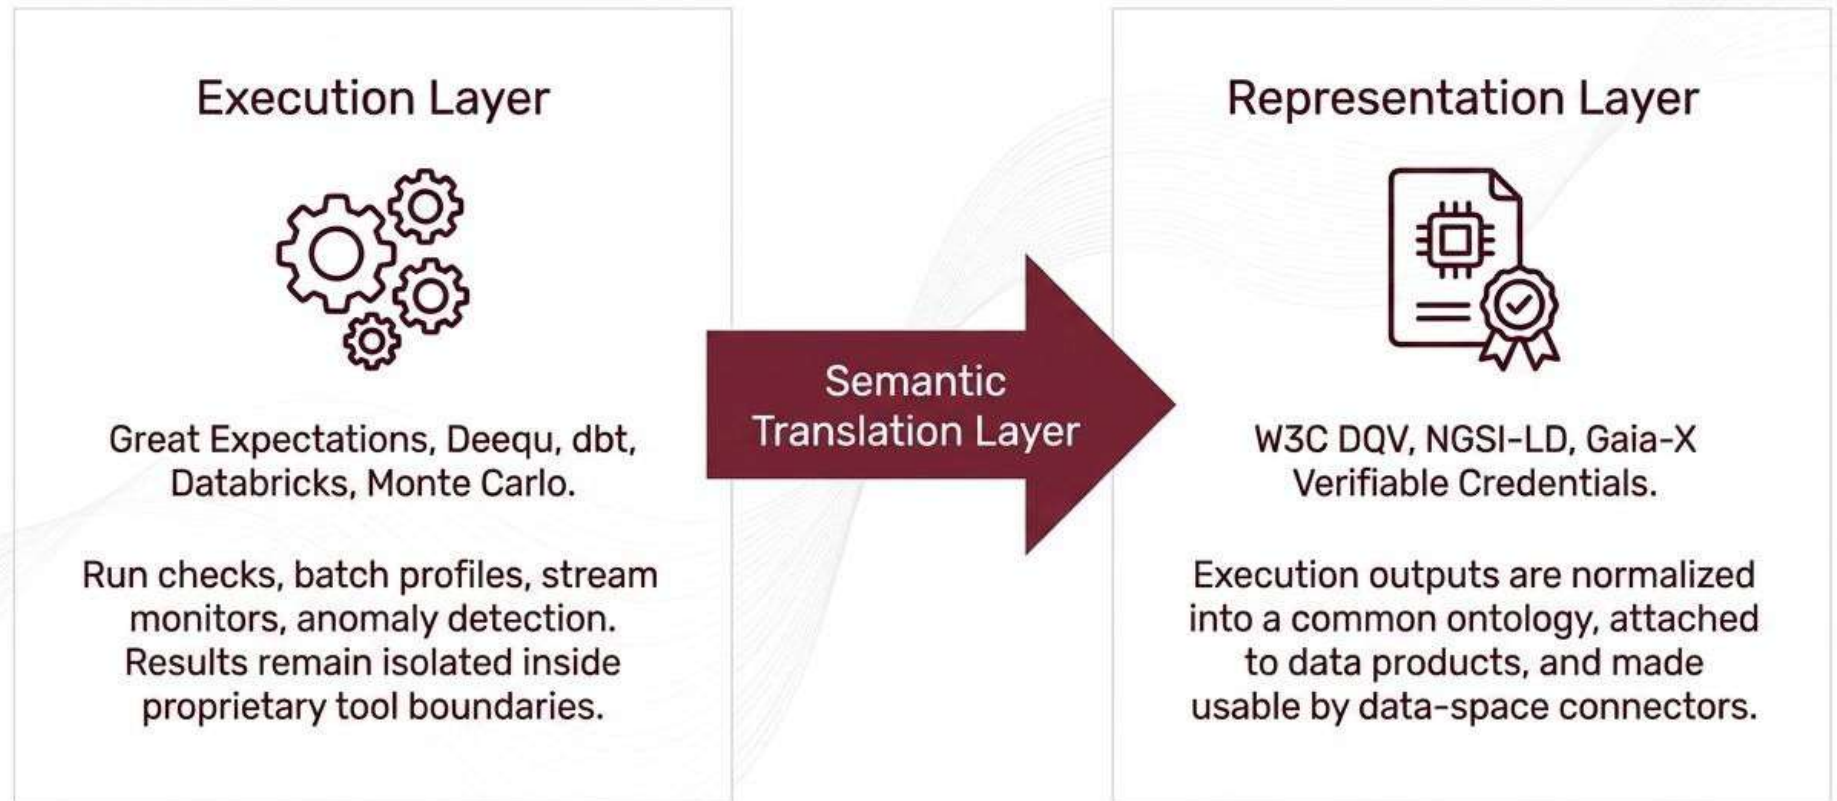 Execution Layer
Great Expectations, Deequ, dbt,
Databricks, Monte Carlo.
Run checks, batch profiles, stream
monitors, anomaly detection.
Results remain isolated inside
proprietary tool boundaries.
Semantic
Translation Layer
Representation Layer
W3C DQV, NGSI-LD, Gaia-X
Verifiable Credentials.
Execution outputs are normalized
into a common ontology, attached
to data products, and made
usable by data-space connectors.